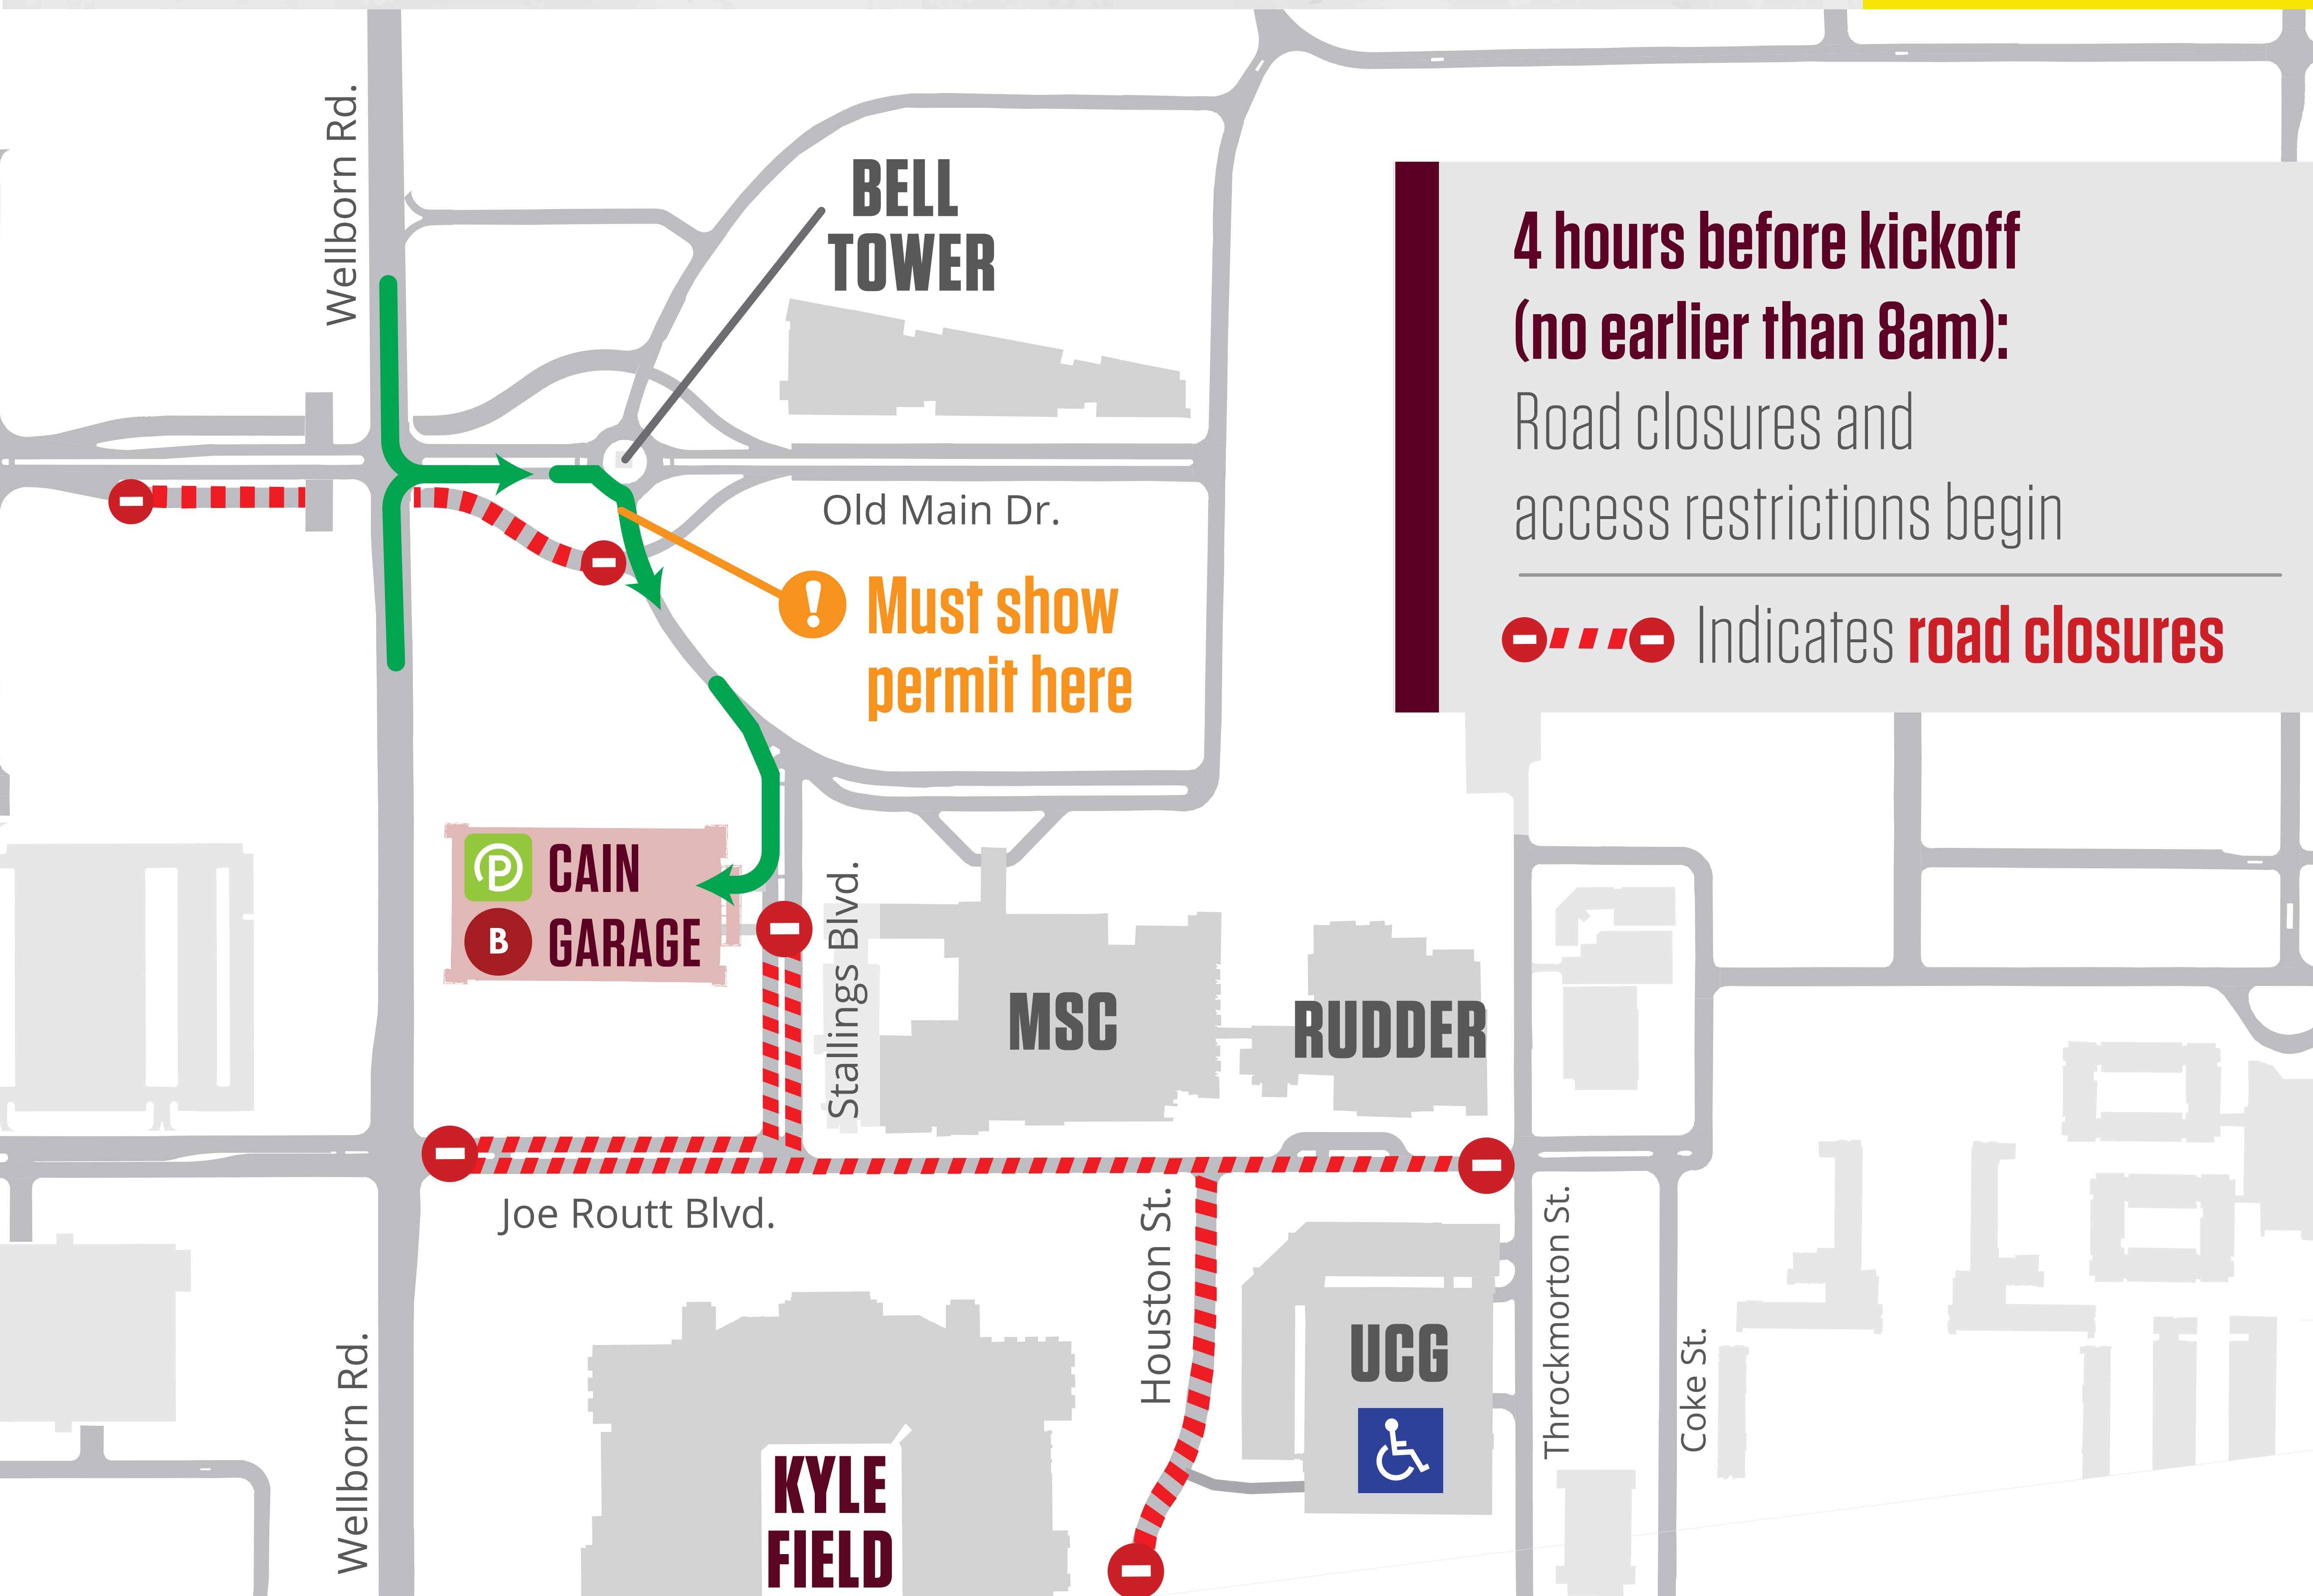 Wellborn Rd.
BELL
TOWER
4 hours before kickoff
(no earlier than 8am):
Road closures and
access restrictions begin
Indicates road closures
Old Main Dr.
!
Must show
permit here
P
CAIN
B
GARAGE
Stallings Blvd.
MSC
RUDDER
Joe Routt Blvd.
Houston St.
Throckmorton St.
Coke St.
UCG
Wellborn Rd.
KYLE
FIELD